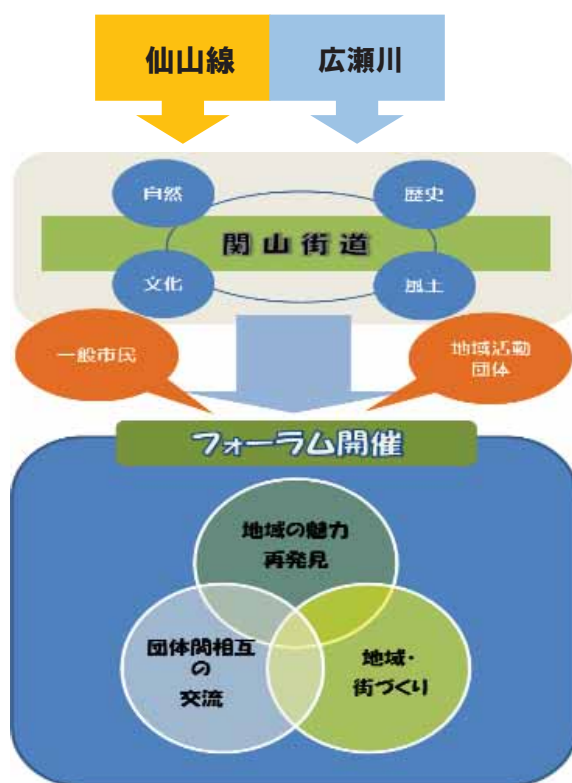 仙山線
広瀬川
自然
歴史
関山街道
文化
風土
一般市民
地域活動
団体
フォーラム開催
地域の魅力
再発見
団体関相互
の
交流
地域・
街づくり